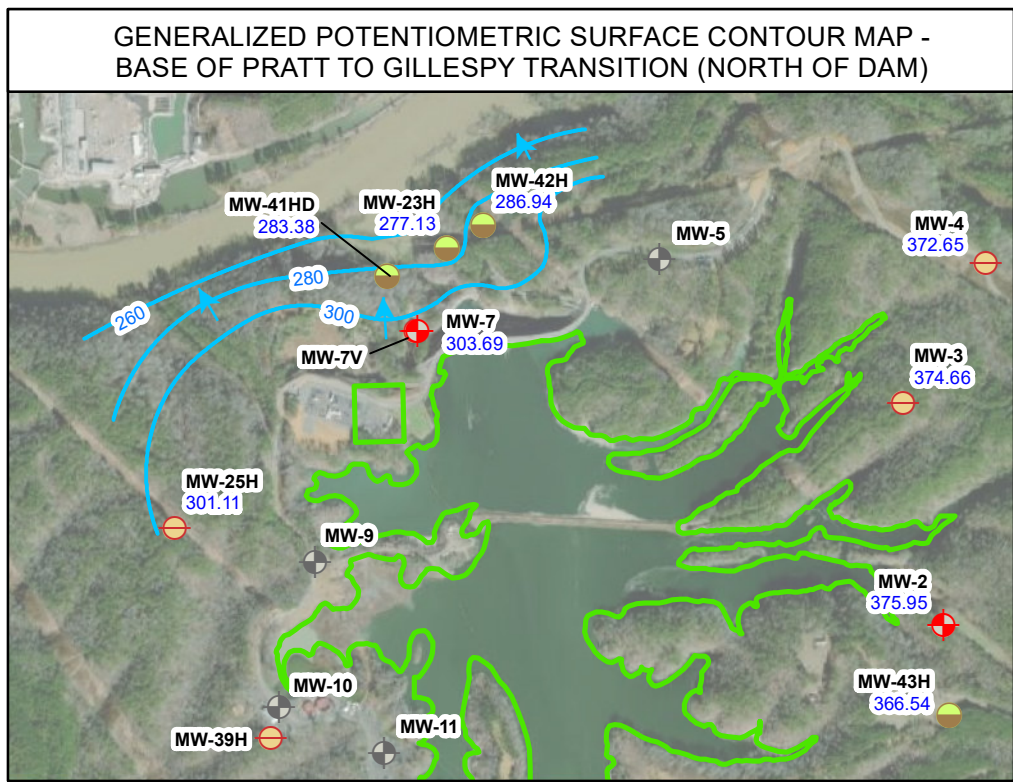 GENERALIZED POTENTIOMETRIC SURFACE CONTOUR MAP -
BASE OF PRATT TO GILLESPY TRANSITION (NORTH OF DAM)
MW-42H
286.94
MW-23H
277.13
MW-41HD
283.38
MW-5
MW-4
372.65
280
260
300
MW-7
303.69
MW-7V
MW-3
374.66
MW-25H
301.11
MW-9
MW-2
375.95
MW-43H
366.54
MW-10
MW-39H
MW-11